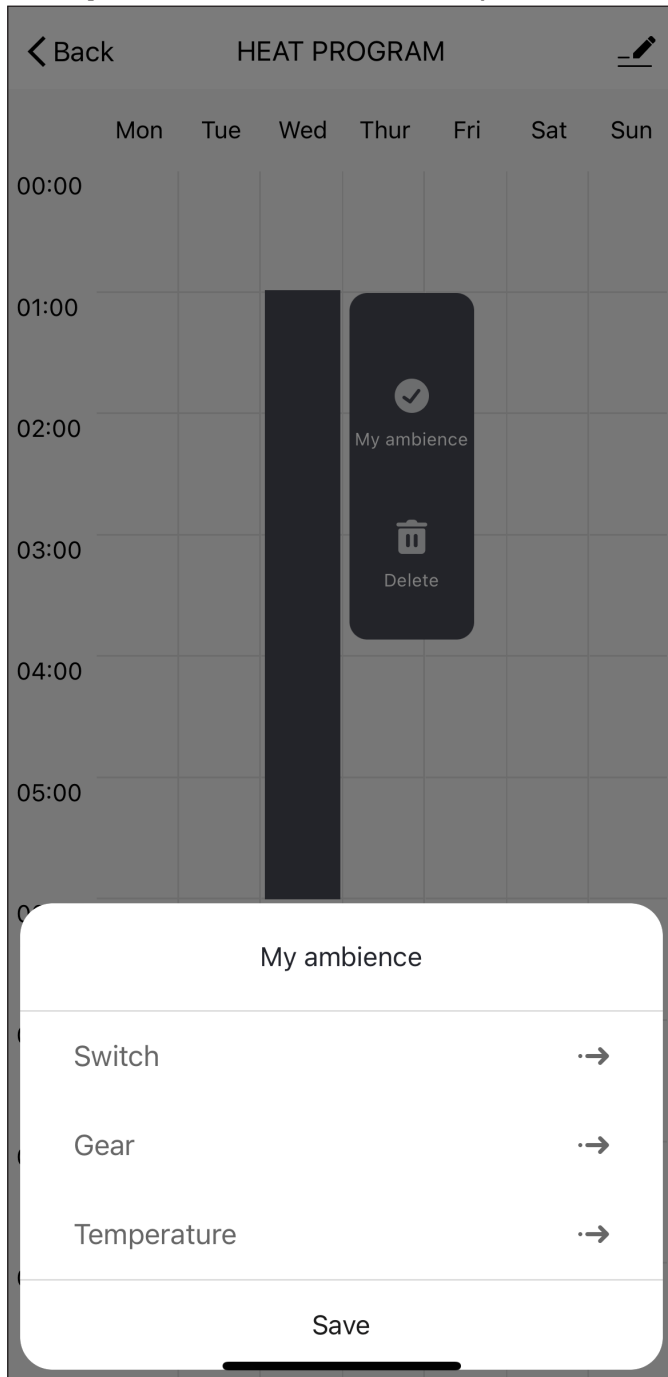 Back HEAT PROGRAM
Mon Tue Wed Thur Fri Sat Sun
00:00
01:00
02:00
My ambience
03:00
Delete
04:00
05:00
My ambience
Switch
Gear
Temperature
Save